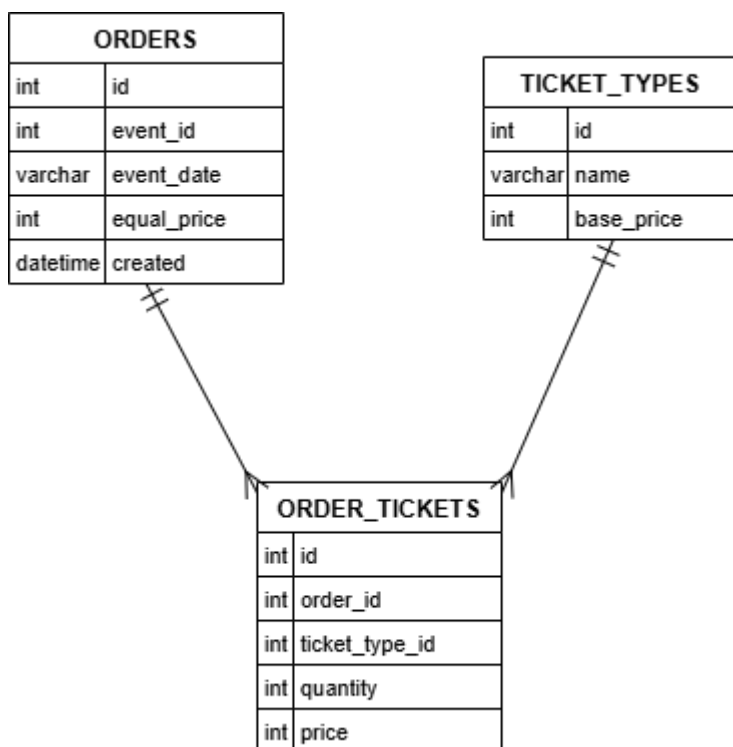 ORDERS
int id
int event_id
varchar event_date
int equal_price
datetime created
TICKET_TYPES
int id
varchar name
int base_price
ORDER_TICKETS
int id
int order_id
int ticket_type_id
int quantity
int price